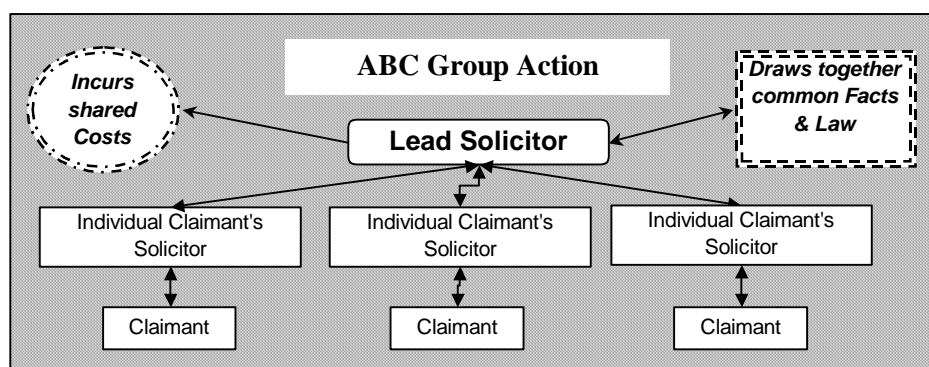 ABC Group Action
Incurs
shared
Costs
Draws together
common Facts
& Law
Lead Solicitor
Individual Claimant's
Solicitor
Individual Claimant's
Solicitor
Individual Claimant's
Solicitor
Claimant
Claimant
Claimant